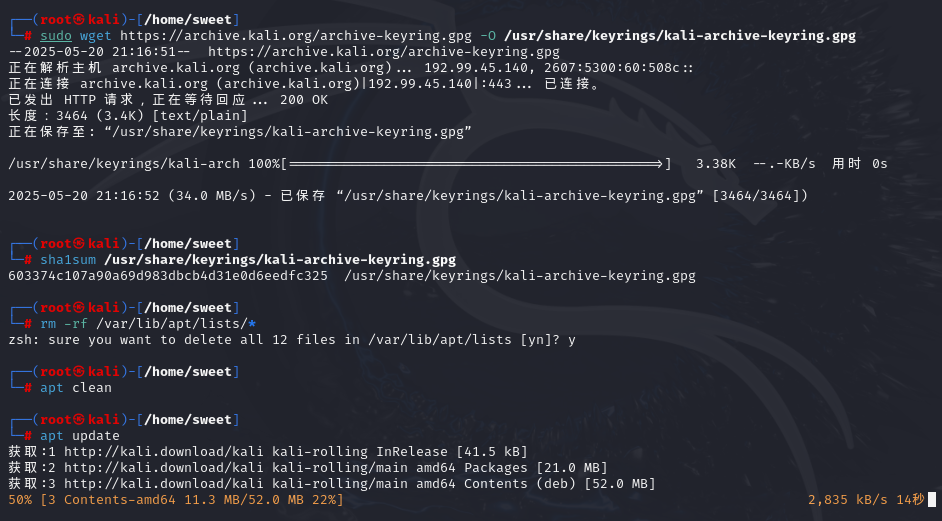 ┌──(root㉿kali)-[/home/sweet]
└─# sudo wget https://archive.kali.org/archive-keyring.gpg -O /usr/share/keyrings/kali-archive-keyring.gpg
--2025-05-20 21:16:51--  https://archive.kali.org/archive-keyring.gpg
正在解析主机 archive.kali.org (archive.kali.org)... 192.99.45.140, 2607:5300:60:508c::
正在连接 archive.kali.org (archive.kali.org)|192.99.45.140|:443... 已连接。
已发出 HTTP 请求，正在等待回应... 200 OK
长度：3464 (3.4K) [text/plain]
正在保存至: “/usr/share/keyrings/kali-archive-keyring.gpg”
/usr/share/keyrings/kali-arch 100%[==============================================>]   3.38K  --.-KB/s  用时 0s
2025-05-20 21:16:52 (34.0 MB/s) - 已保存 “/usr/share/keyrings/kali-archive-keyring.gpg” [3464/3464])
┌──(root㉿kali)-[/home/sweet]
└─# sha1sum /usr/share/keyrings/kali-archive-keyring.gpg
603374c107a90a69d983dbcb4d31e0d6eedfc325  /usr/share/keyrings/kali-archive-keyring.gpg
┌──(root㉿kali)-[/home/sweet]
└─# rm -rf /var/lib/apt/lists/*
zsh: sure you want to delete all 12 files in /var/lib/apt/lists [yn]? y
┌──(root㉿kali)-[/home/sweet]
└─# apt clean
┌──(root㉿kali)-[/home/sweet]
└─# apt update
获取:1 http://kali.download/kali kali-rolling InRelease [41.5 kB]
获取:2 http://kali.download/kali kali-rolling/main amd64 Packages [21.0 MB]
获取:3 http://kali.download/kali kali-rolling/main amd64 Contents (deb) [52.0 MB]
50% [3 Contents-amd64 11.3 MB/52.0 MB 22%]                    2,835 kB/s 14秒